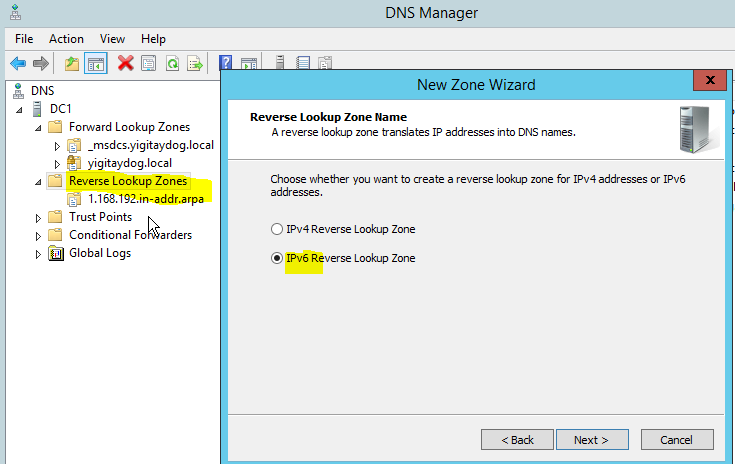 DNS Manager
File Action View Help
DNS
DC1
Forward Lookup Zones
_msdcs.yigitaydog.local
yigitaydog.local
Reverse Lookup Zones
1.168.192.in-addr.arpa
Trust Points
Conditional Forwarders
Global Logs
New Zone Wizard
Reverse Lookup Zone Name
A reverse lookup zone translates IP addresses into DNS names.
Choose whether you want to create a reverse lookup zone for IPv4 addresses or IPv6
addresses.
IPv4 Reverse Lookup Zone
IPv6 Reverse Lookup Zone
< Back Next > Cancel